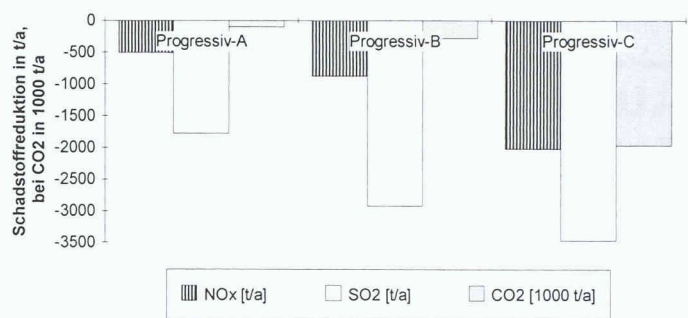 Schadstoffreduktion in t/a,
bei CO2 in 1000 t/a
0
-500
-1000
-1500
-2000
-2500
-3000
-3500
Progressiv-A
Progressiv-B
Progressiv-C
NOx [t/a]
SO2 [t/a]
CO2 [1000 t/a]